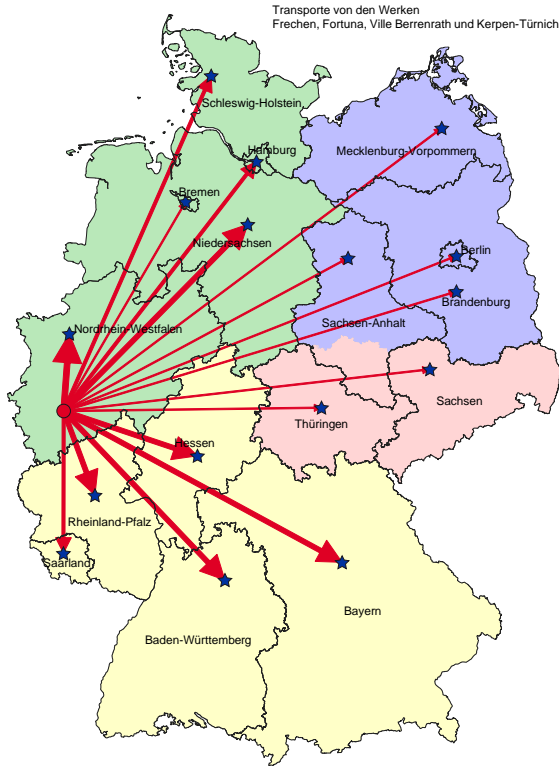 Transporte von den Werken
Frechen, Fortuna, Ville Berrenrath und Kerpen-Türnich
Schleswig-Holstein
Hamburg
Mecklenburg-Vorpommern
Bremen
Niedersachsen
Berlin
Brandenburg
Sachsen-Anhalt
Nordrhein-Westfalen
Sachsen
Thüringen
Hessen
Rheinland-Pfalz
Saarland
Bayern
Baden-Württemberg